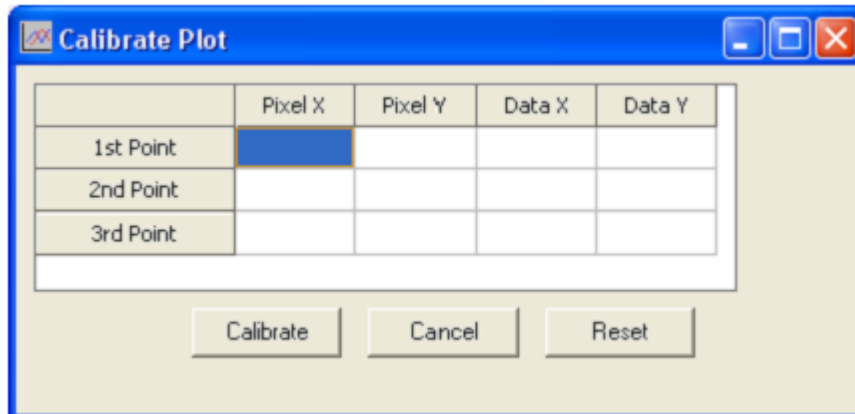 Calibrate Plot
Pixel X Pixel Y Data X Data Y
1st Point
2nd Point
3rd Point
Calibrate Cancel Reset